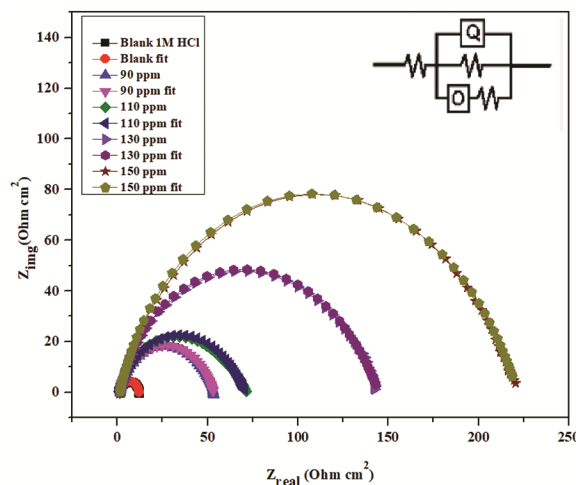 140
120
100
80
60
40
20
0
Z_img (Ohm cm²)
Blank 1M HCl
Blank fit
90 ppm
90 ppm fit
110 ppm
110 ppm fit
130 ppm
130 ppm fit
150 ppm
150 ppm fit
Q
O
0 50 100 150 200 250
Z_real (Ohm cm²)